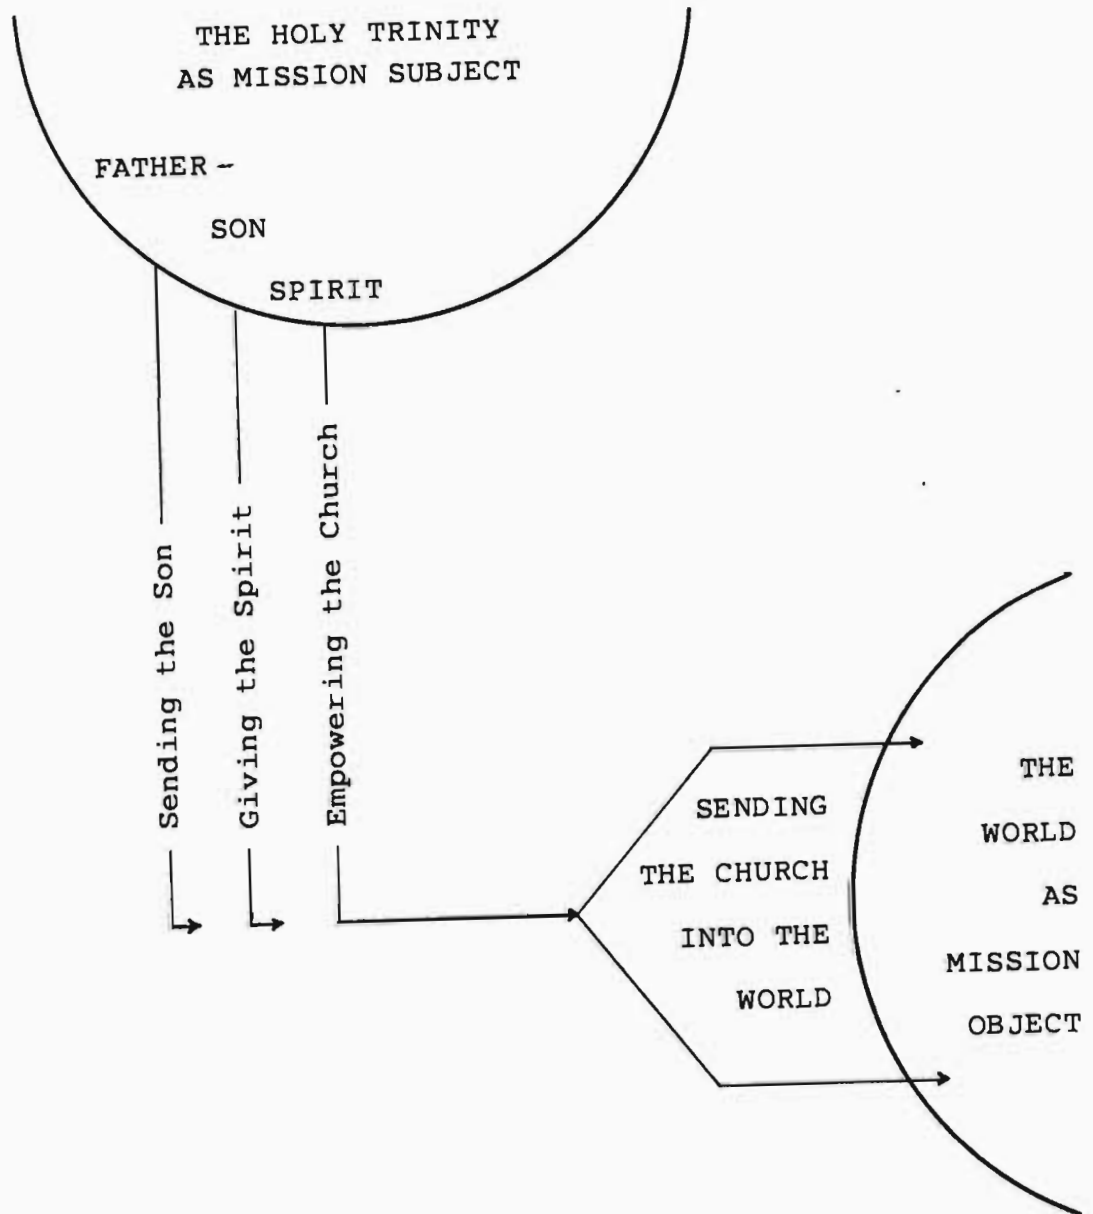 THE HOLY TRINITY
AS MISSION SUBJECT
FATHER -
SON
SPIRIT
Sending the Son
Giving the Spirit
Empowering the Church
SENDING
THE CHURCH
INTO THE
WORLD
THE
WORLD
AS
MISSION
OBJECT